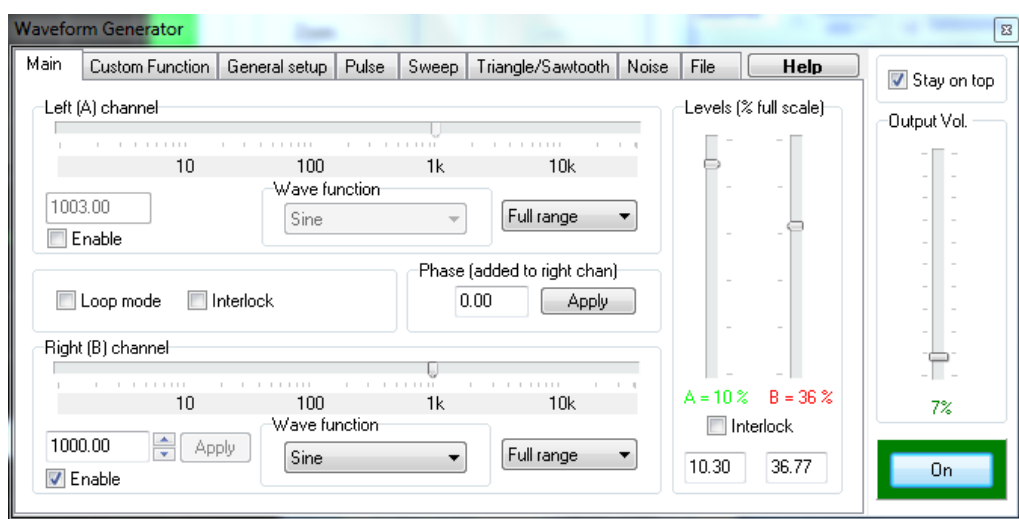 Waveform Generator
Main Custom Function General setup Pulse Sweep Triangle/Sawtooth Noise File Help
Stay on top
Left (A) channel
10 100 1k 10k
1003.00
Enable
Wave function
Sine
Full range
Loop mode Interlock
Phase (added to right chan)
0.00 Apply
Right (B) channel
10 100 1k 10k
1000.00 Apply
Enable
Wave function
Sine
Full range
Levels (% full scale)
A = 10 % B = 36 %
Interlock
10.30 36.77
Output Vol.
7%
On